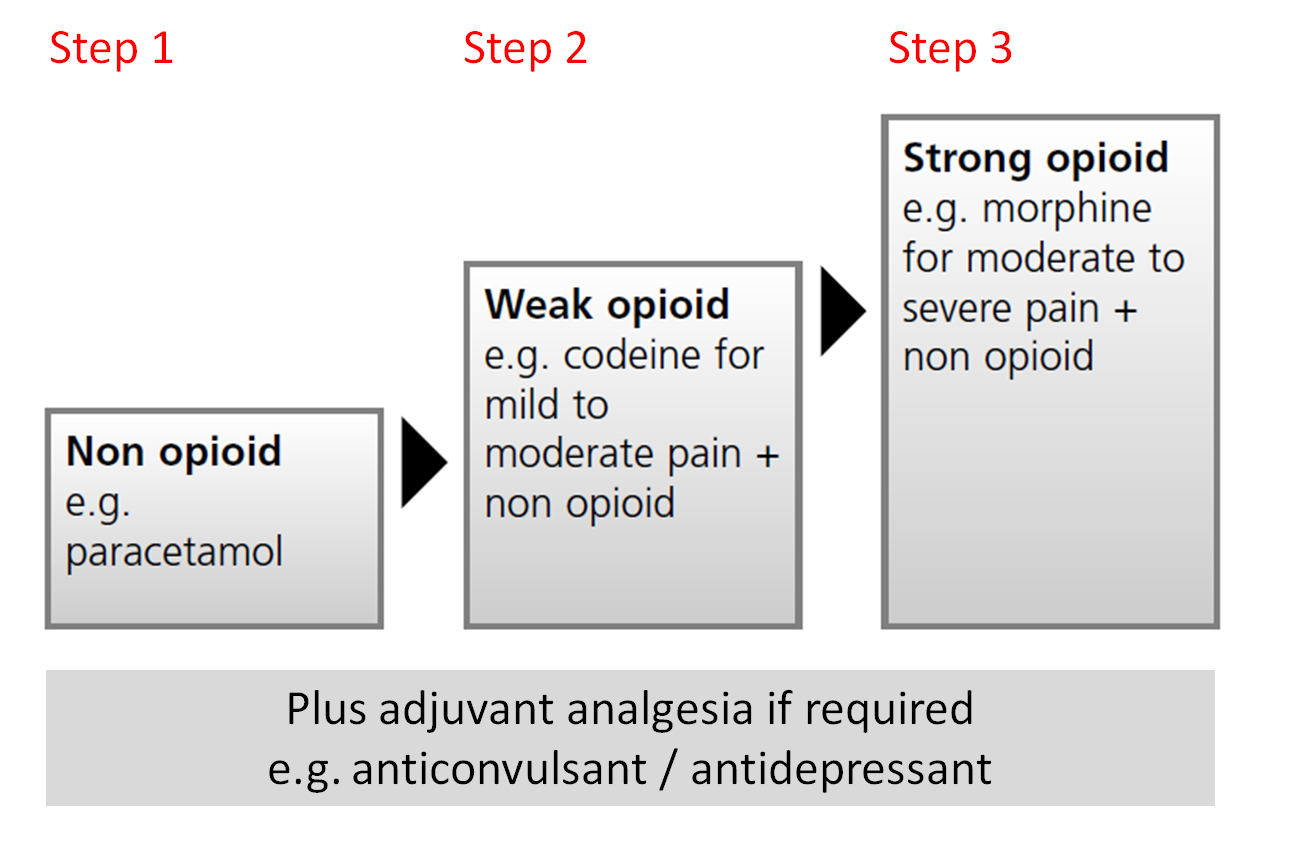 Step 1
Step 2
Step 3
Non opioid
e.g.
paracetamol
Weak opioid
e.g. codeine for
mild to
moderate pain +
non opioid
Strong opioid
e.g. morphine
for moderate to
severe pain +
non opioid
Plus adjuvant analgesia if required
e.g. anticonvulsant / antidepressant